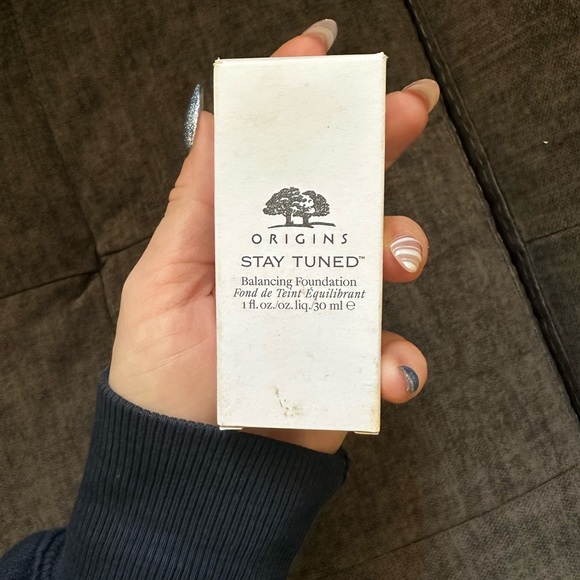 ORIGINS
STAY TUNED™
Balancing Foundation
Fond de Teint Équilibrant
1 fl.oz./oz.liq./30 ml ℮